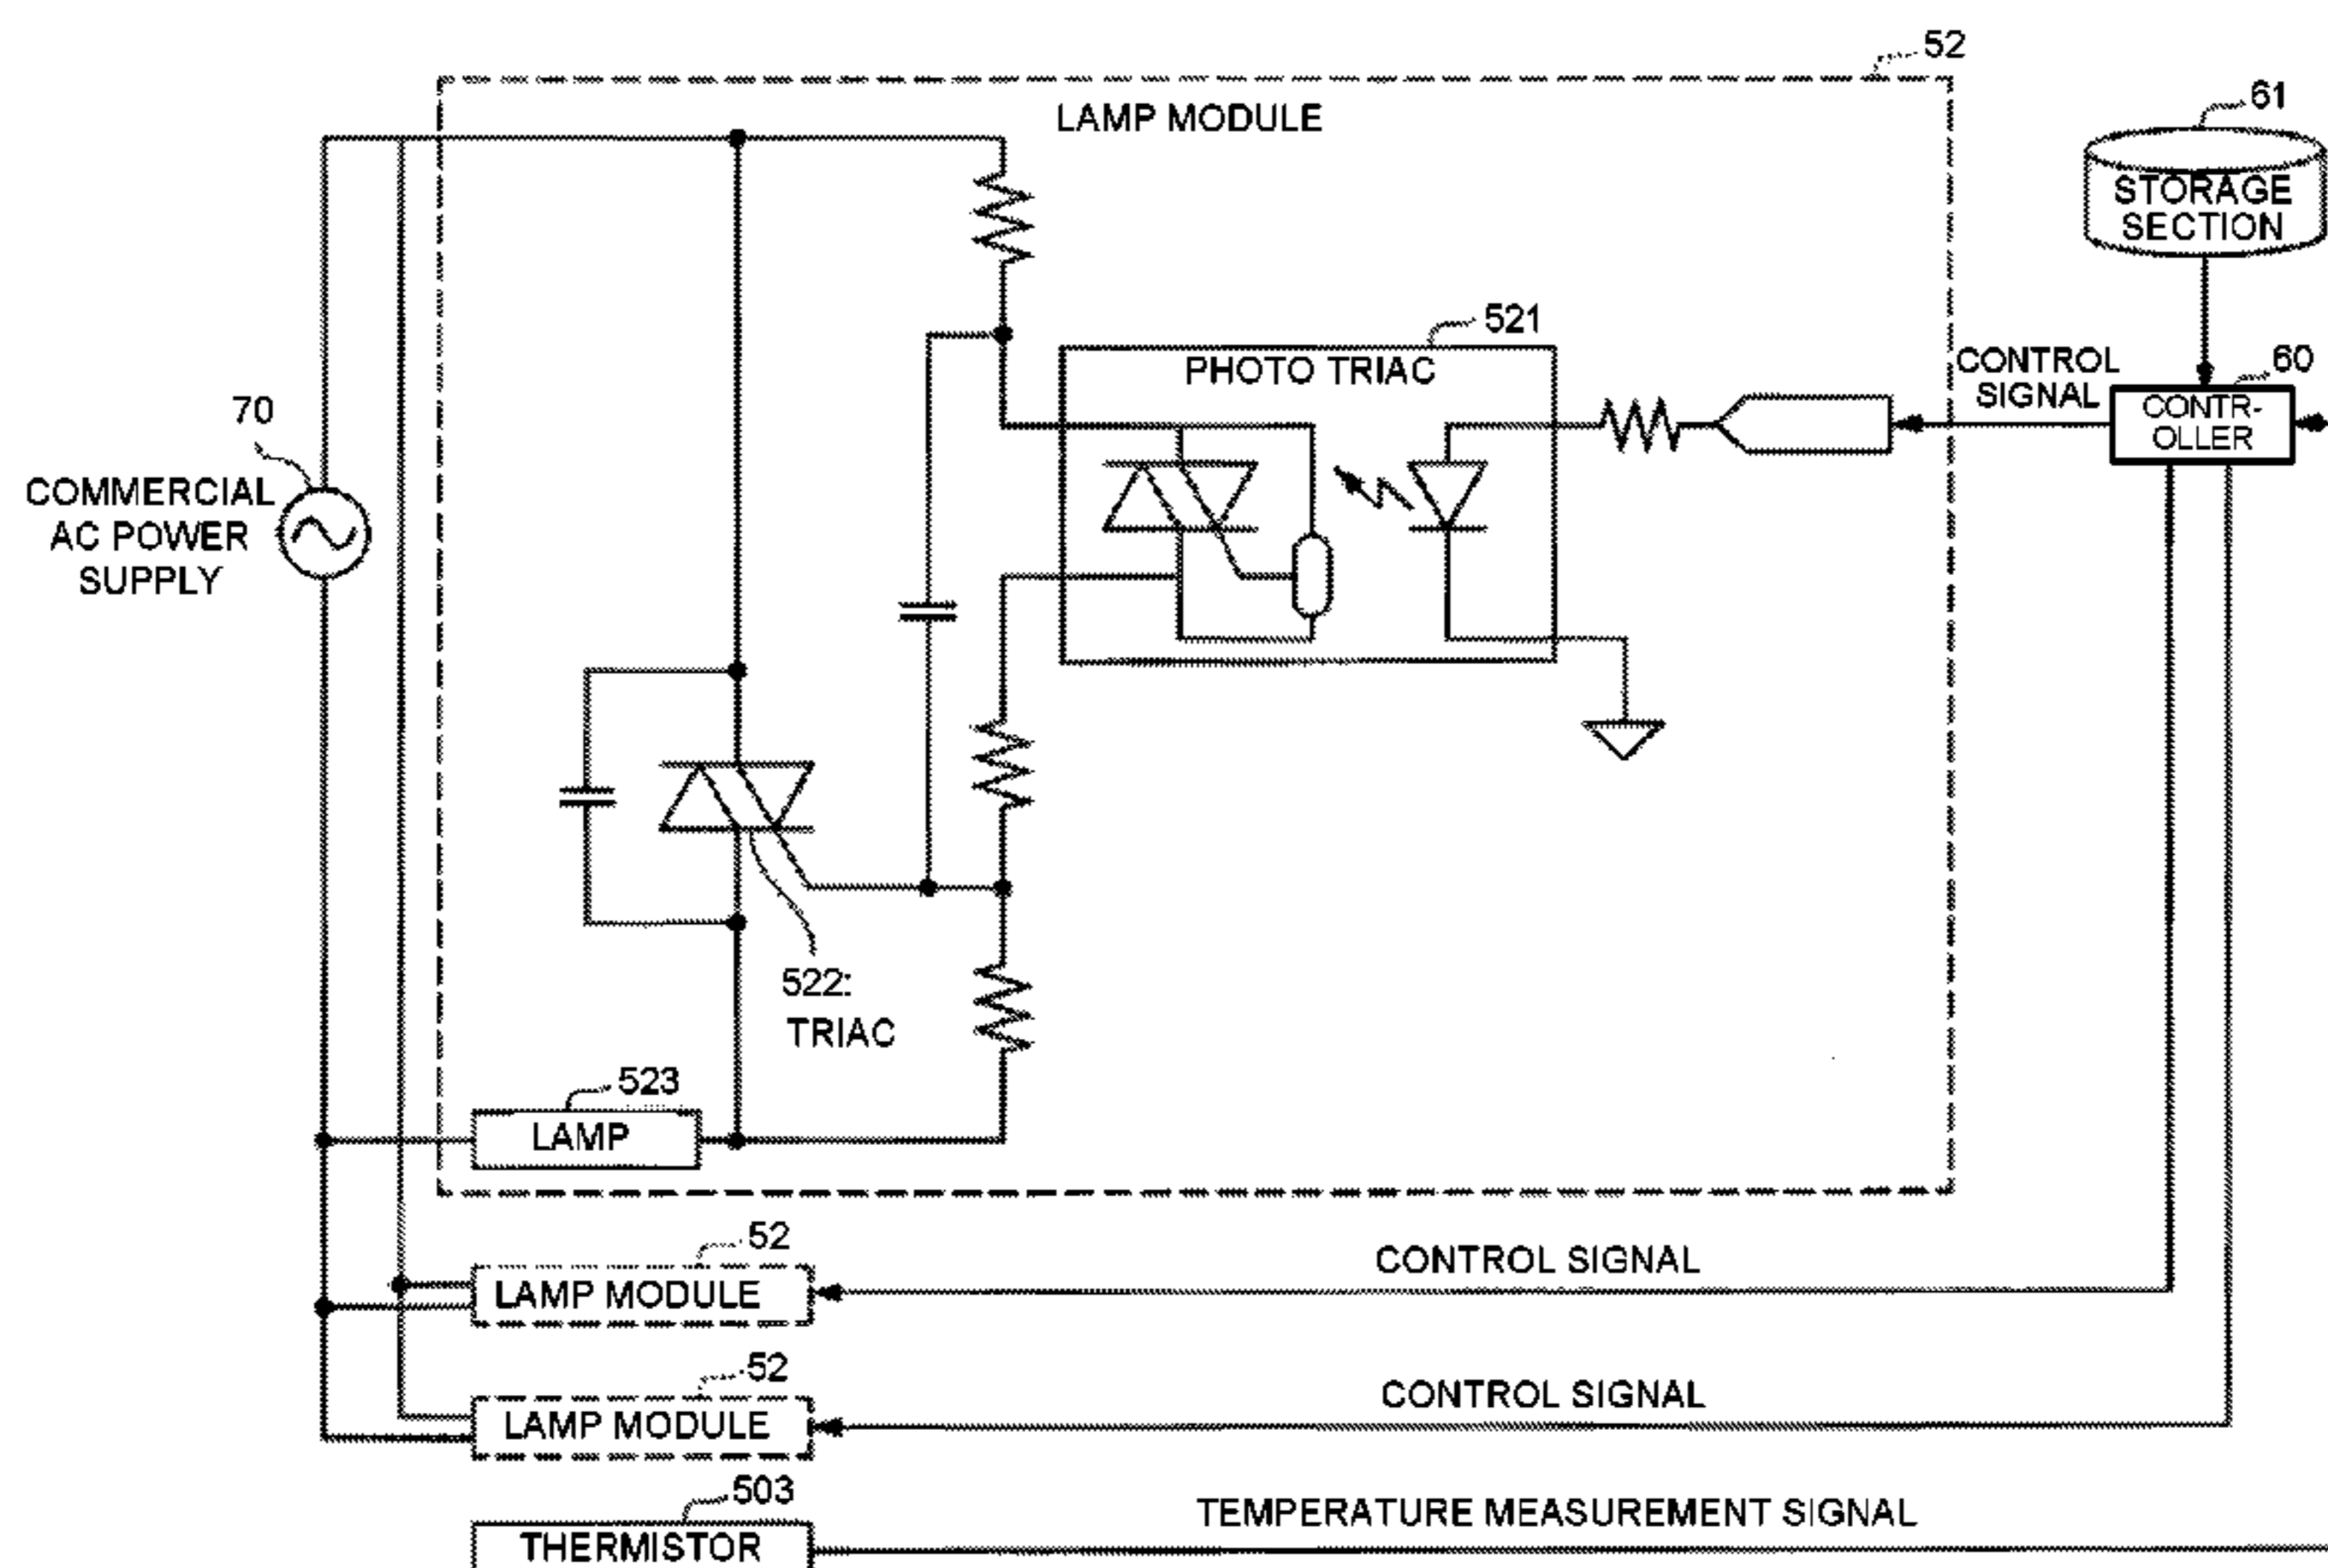 52
LAMP MODULE
61
STORAGE
SECTION
521
PHOTO TRIAC
CONTROL
SIGNAL
60
CONTR-
OLLER
70
COMMERCIAL
AC POWER
SUPPLY
522:
TRIAC
523
LAMP
52
LAMP MODULE
CONTROL SIGNAL
52
LAMP MODULE
CONTROL SIGNAL
503
THERMISTOR
TEMPERATURE MEASUREMENT SIGNAL